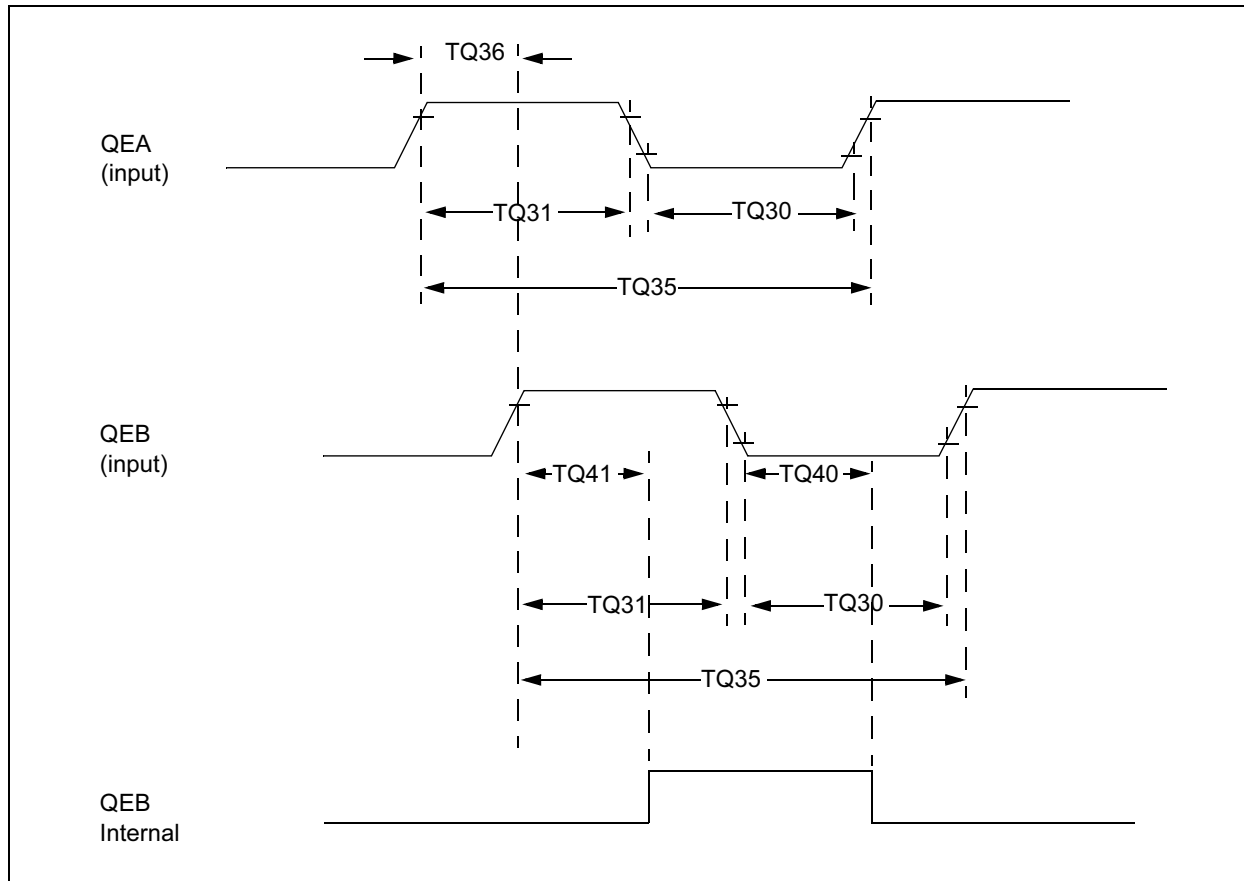 TQ36
QEA
(input)
TQ31
TQ30
TQ35
QEB
(input)
TQ41
TQ40
TQ31
TQ30
TQ35
QEB
Internal